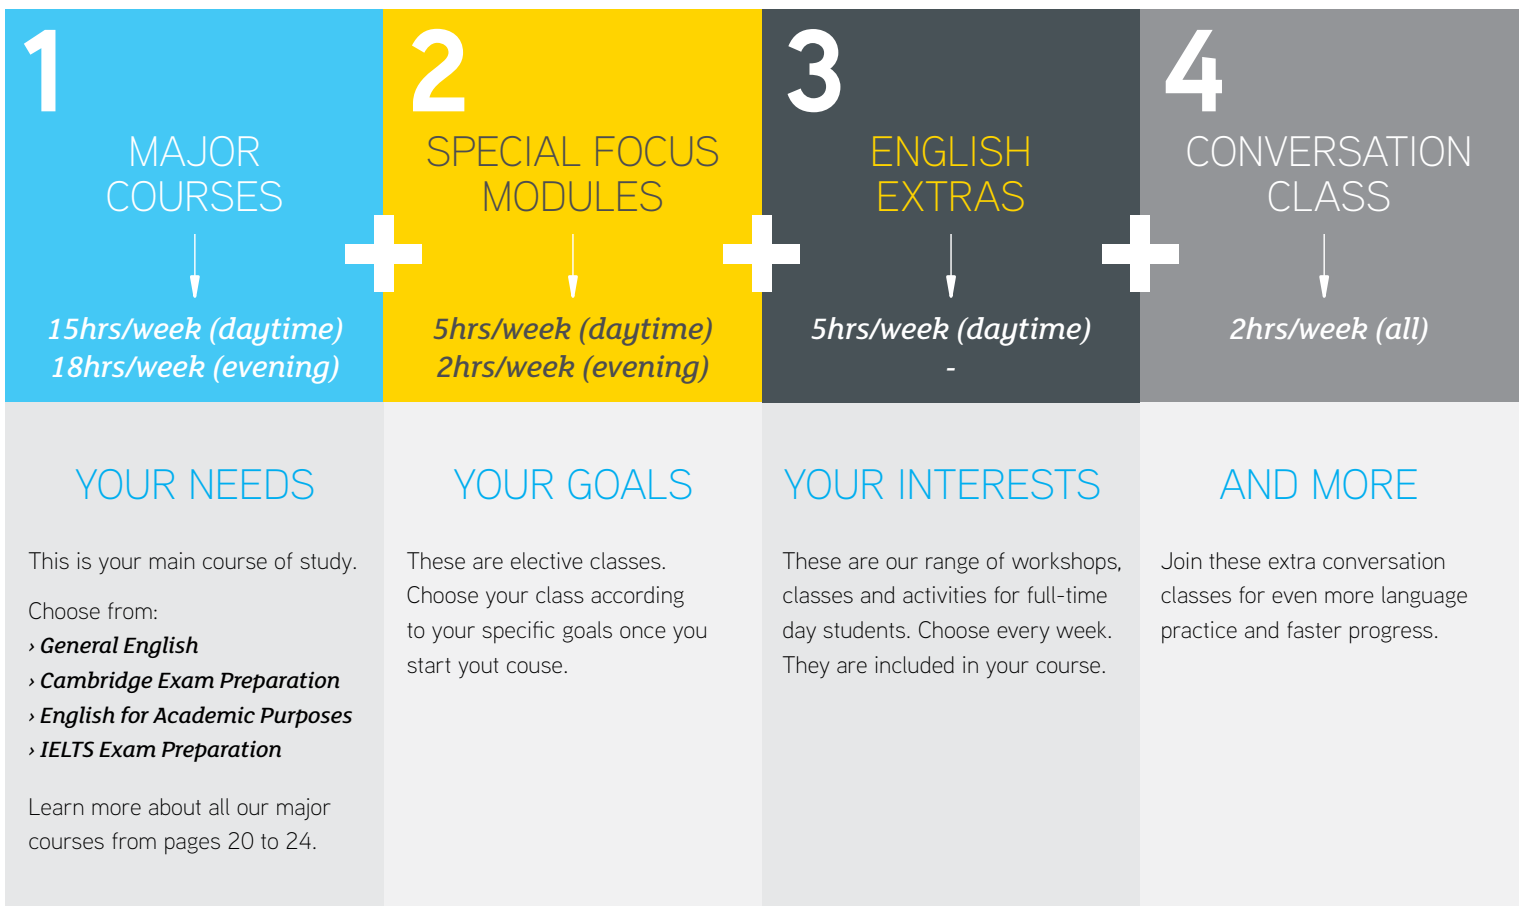 1
MAJOR
COURSES
15hrs/week (daytime)
18hrs/week (evening)
YOUR NEEDS
This is your main course of study.
Choose from:
› General English
› Cambridge Exam Preparation
› English for Academic Purposes
› IELTS Exam Preparation
Learn more about all our major
courses from pages 20 to 24.
2
SPECIAL FOCUS
MODULES
5hrs/week (daytime)
2hrs/week (evening)
YOUR GOALS
These are elective classes.
Choose your class according
to your specific goals once you
start yout couse.
3
ENGLISH
EXTRAS
5hrs/week (daytime)
-
YOUR INTERESTS
These are our range of workshops,
classes and activities for full-time
day students. Choose every week.
They are included in your course.
4
CONVERSATION
CLASS
2hrs/week (all)
AND MORE
Join these extra conversation
classes for even more language
practice and faster progress.